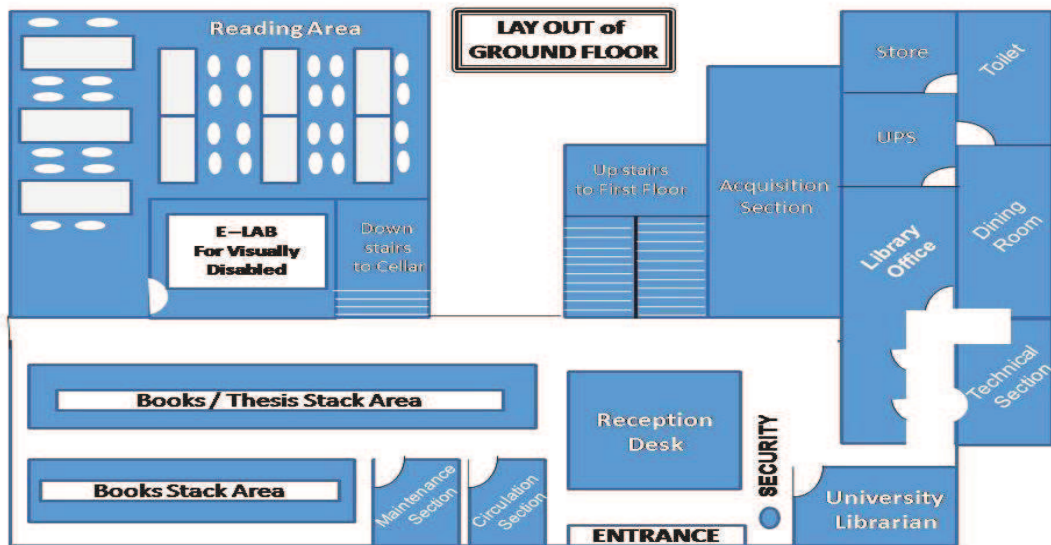 LAY OUT of
GROUND FLOOR
Reading Area
Store
Toilet
UPS
Up stairs
to First Floor
Acquisition
Section
Library
Office
Dining
Room
E–LAB
For Visually
Disabled
Down
stairs
to Cellar
Technical
Section
Books / Thesis Stack Area
Reception
Desk
SECURITY
Books Stack Area
Maintenance
Section
Circulation
Section
University
Librarian
ENTRANCE